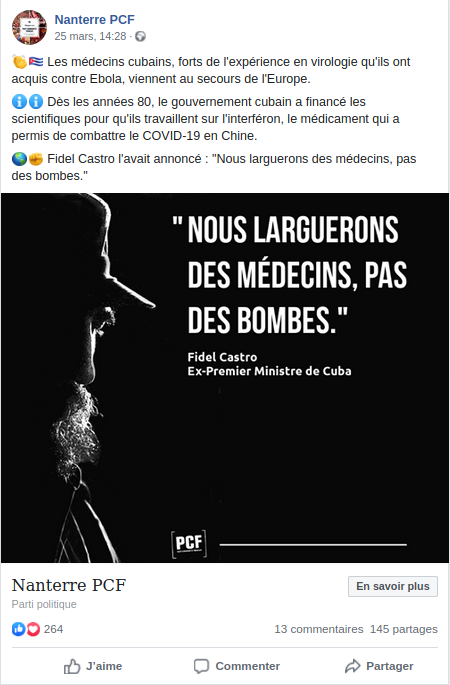 Nanterre PCF
25 mars, 14:28 ·
👏🇨🇺 Les médecins cubains, forts de l'expérience en virologie qu'ils ont
acquis contre Ebola, viennent au secours de l'Europe.
ℹ️ℹ️ Dès les années 80, le gouvernement cubain a financé les
scientifiques pour qu'ils travaillent sur l'interféron, le médicament qui a
permis de combattre le COVID-19 en Chine.
🌎✊ Fidel Castro l'avait annoncé : "Nous larguerons des médecins, pas
des bombes."
"NOUS LARGUERONS
DES MÉDECINS, PAS
DES BOMBES."
Fidel Castro
Ex-Premier Ministre de Cuba
PCF
Nanterre PCF
En savoir plus
Parti politique
264
13 commentaires 145 partages
J'aime
Commenter
Partager